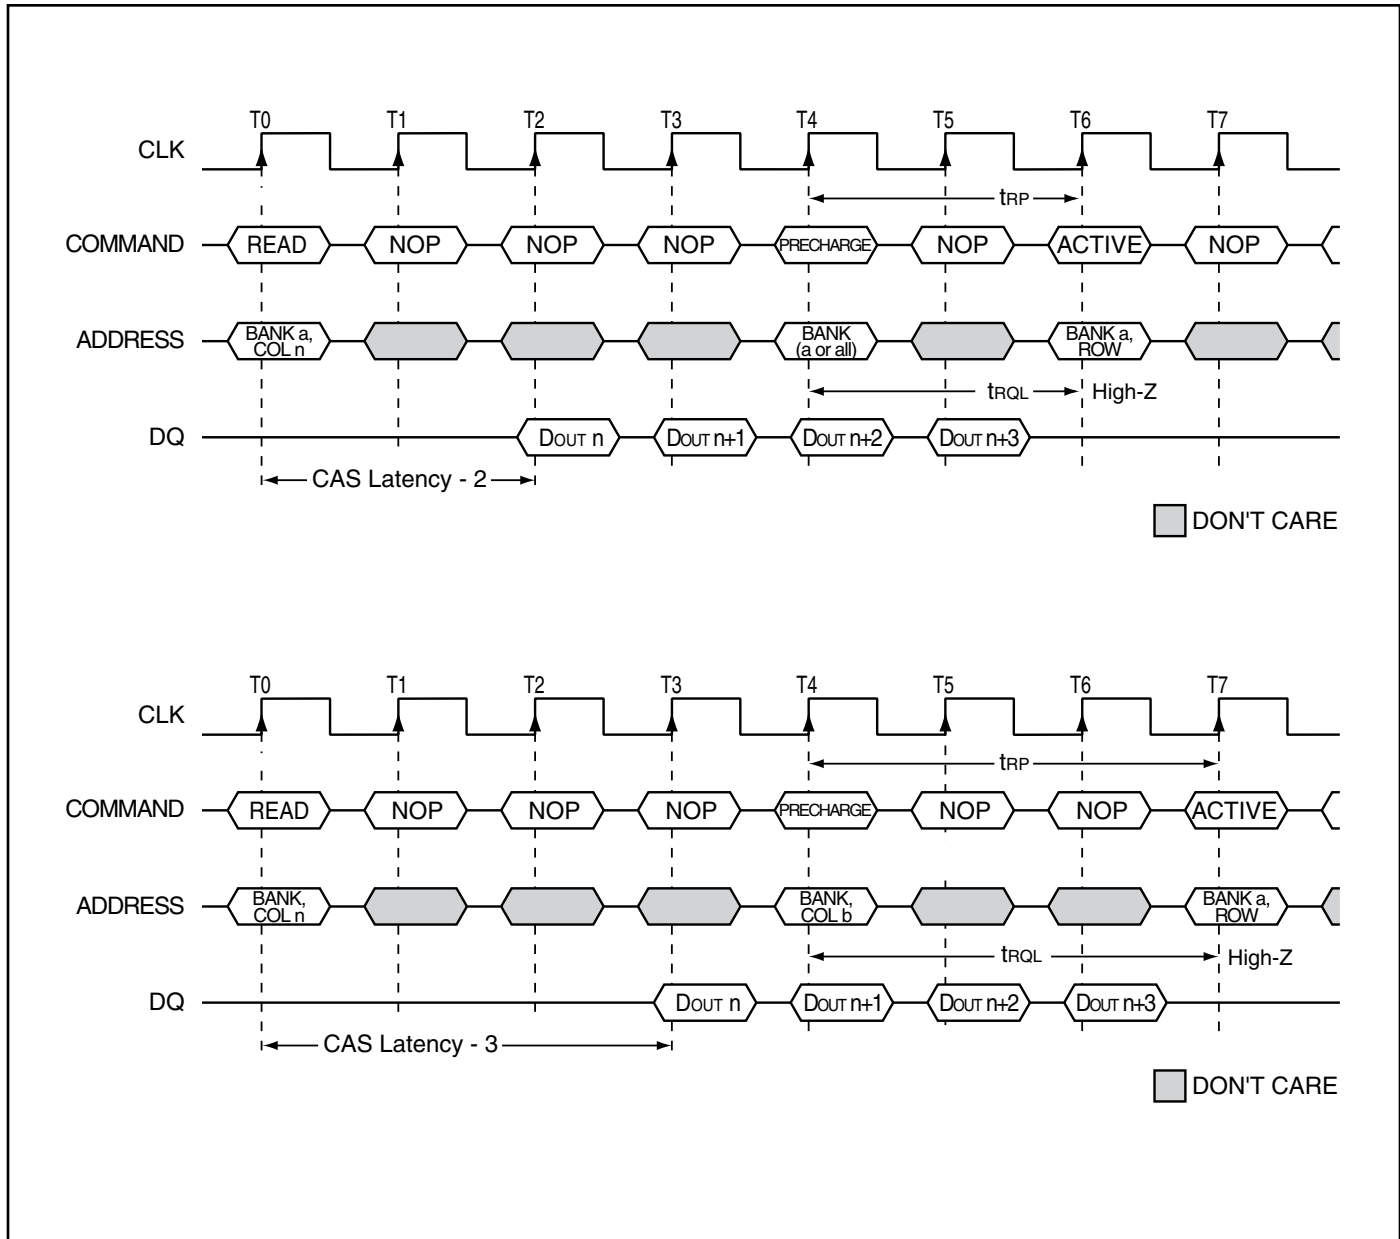 T0 T1 T2 T3 T4 T5 T6 T7
CLK
tRP
COMMAND READ NOP NOP NOP PRECHARGE NOP ACTIVE NOP
ADDRESS BANK a, COL n BANK (a or all) BANK a, ROW
tRQL High-Z
DQ DOUT n DOUT n+1 DOUT n+2 DOUT n+3
CAS Latency - 2
DON'T CARE
T0 T1 T2 T3 T4 T5 T6 T7
CLK
tRP
COMMAND READ NOP NOP NOP PRECHARGE NOP NOP ACTIVE
ADDRESS BANK, COL n BANK, COL b BANK a, ROW
tRQL High-Z
DQ DOUT n DOUT n+1 DOUT n+2 DOUT n+3
CAS Latency - 3
DON'T CARE